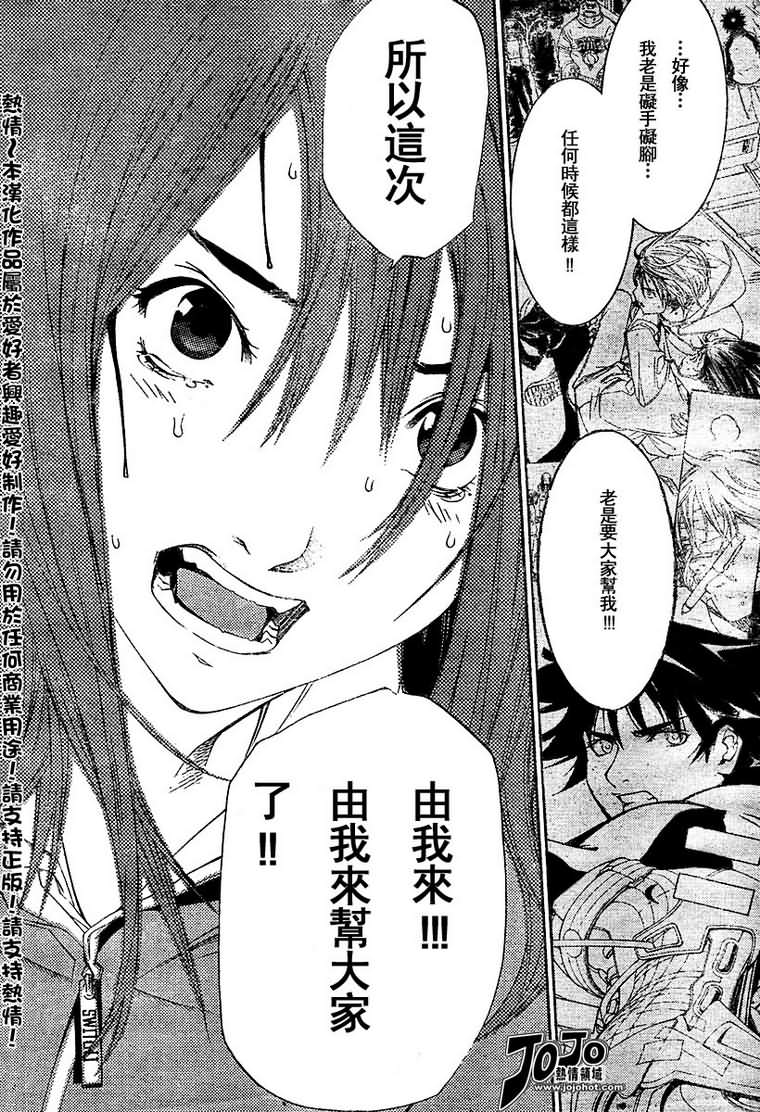 …好像…
我老是礙手礙腳…
任何時候都這樣!!
老是要大家幫我!!!
所以這次
由我來!!!
由我來幫大家
了!!
熱情~本漢化作品屬於愛好者興趣愛好制作!請勿用於任何商業用途!請支持正版!請支持熱情!
JOJO
熱情領域
www.jojohot.com